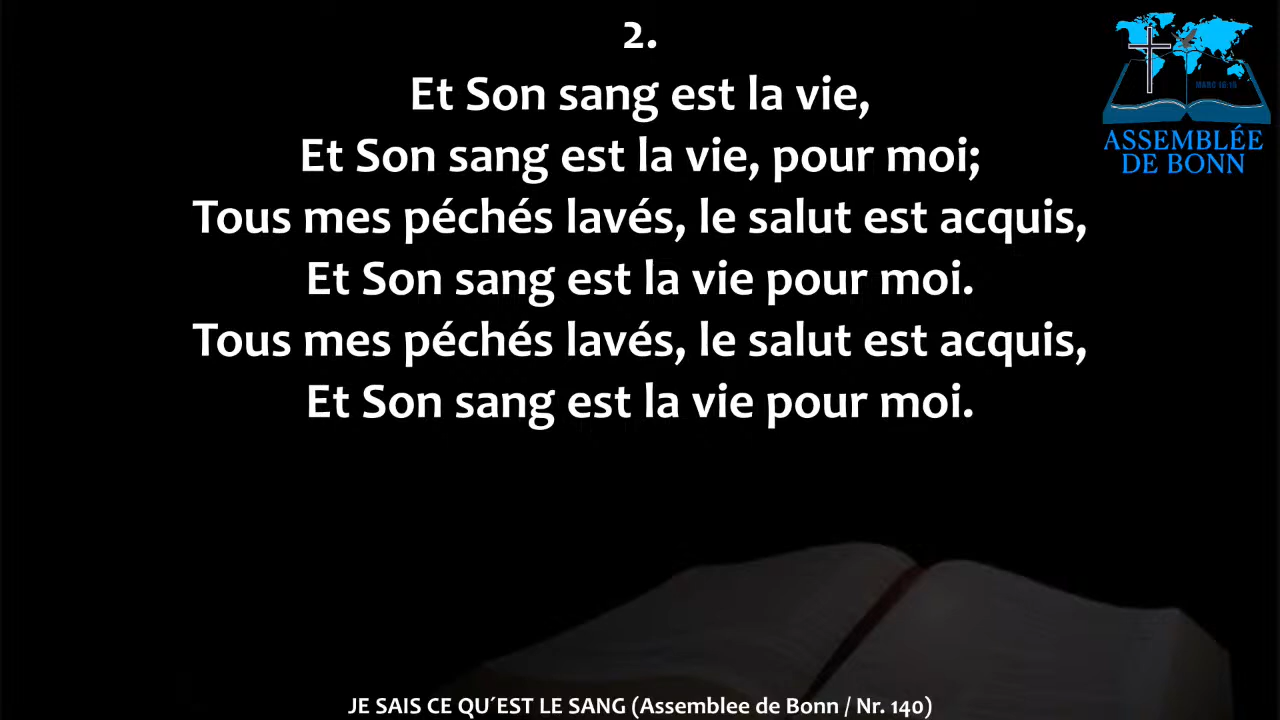 2.
Et Son sang est la vie,
Et Son sang est la vie, pour moi;
Tous mes péchés lavés, le salut est acquis,
Et Son sang est la vie pour moi.
Tous mes péchés lavés, le salut est acquis,
Et Son sang est la vie pour moi.
MARC 16:15
ASSEMBLÉE
DE BONN
JE SAIS CE QU´EST LE SANG (Assemblee de Bonn / Nr. 140)